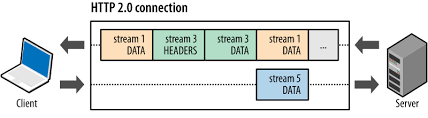 HTTP 2.0 connection
stream 1 stream 3 stream 3 stream 1 ...
DATA HEADERS DATA DATA
stream 5
DATA
Client Server